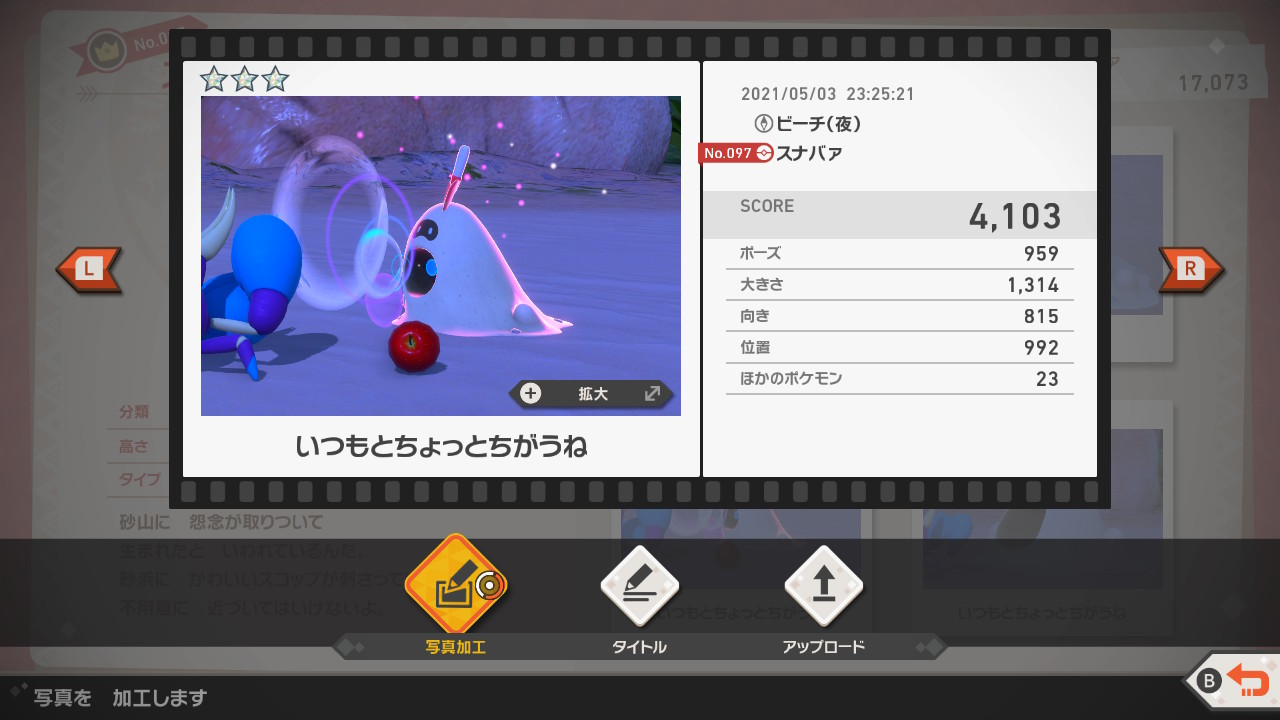 No.0
17,073
2021/05/03 23:25:21
ビーチ(夜)
No.097 スナバァ
SCORE 4,103
ポーズ 959
大きさ 1,314
向き 815
位置 992
ほかのポケモン 23
L
R
+ 拡大
いつもとちょっとちがうね
分類
高さ
タイプ
砂山に 怨念が取りついて
生まれたと いわれているんだ。
砂浜に かわいいスコップが刺さって
不用意に 近づいてはいけないよ。
いつもとちょっとちが
いつもとちょっとちがうね
写真加工
タイトル
アップロード
写真を 加工します
B